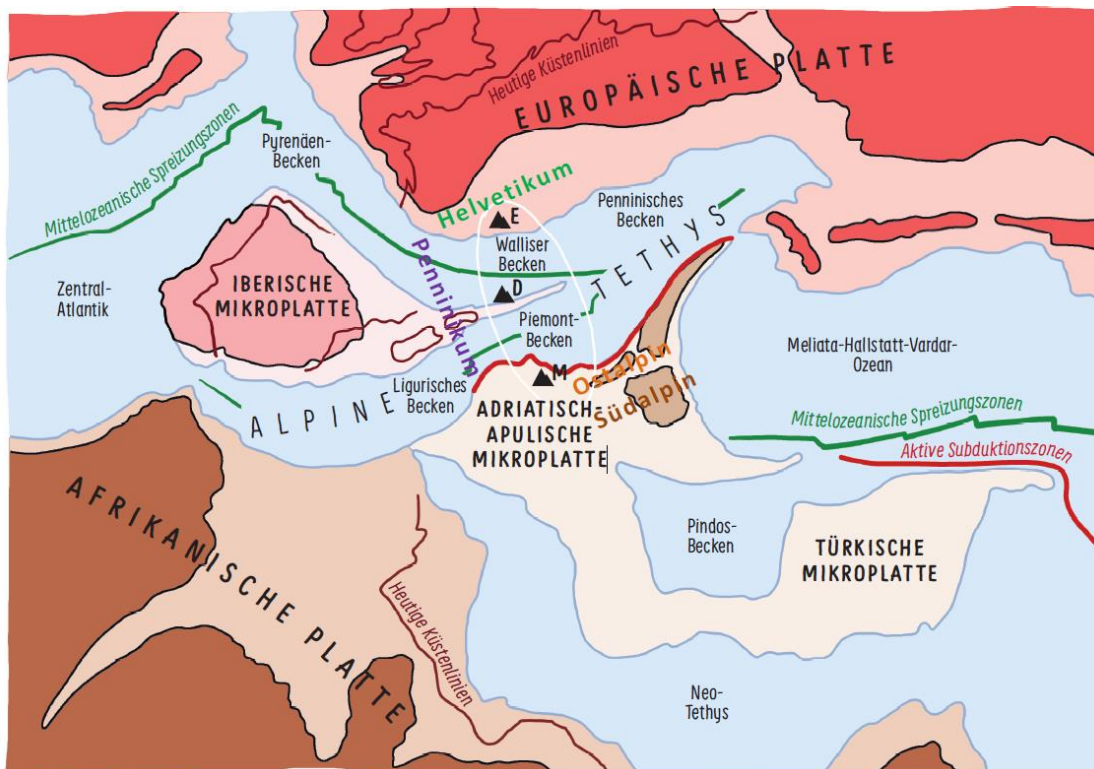 Heutige Küstenlinien
EUROPÄISCHE PLATTE
Mittelozeanische Spreizungszonen
Pyrenäen-
Becken
Helvetikum
E
Penninisches
Becken
Walliser
Becken
Penninikum
D
TETHYS
IBERISCHE
MIKROPLATTE
Zentral-
Atlantik
Piemont-
Becken
Meliata-Hallstatt-Vardar-
Ozean
M
Ostalpin
Südalpin
Ligurisches
Becken
ALPINE
ADRIATISCH-
APULISCHE
MIKROPLATTE
Mittelozeanische Spreizungszonen
Aktive Subduktionszonen
AFRIKANISCHE PLATTE
Pindos-
Becken
TÜRKISCHE
MIKROPLATTE
Heutige Küstenlinien
Neo-
Tethys